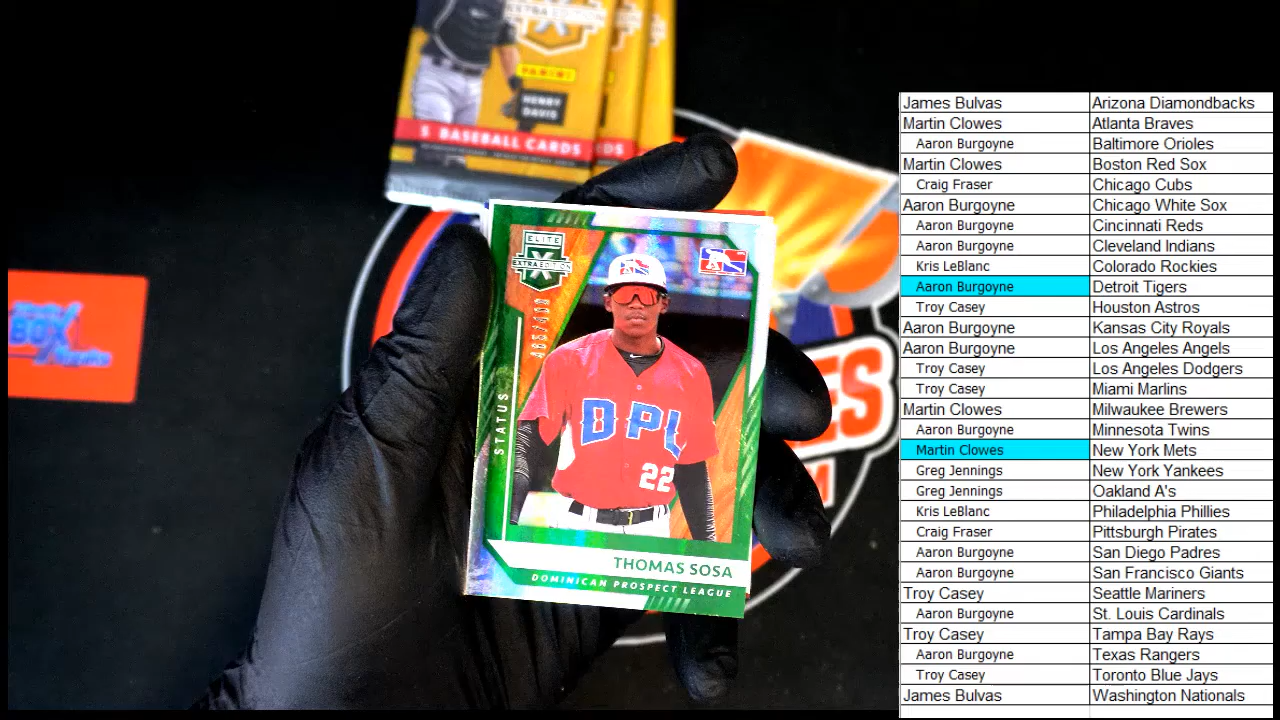 EXTRA EDITION
X
PANINI
HENRY
DAVIS
5 BASEBALL CARDS
DS
BOX
ELITE
X
EXTRA EDITION
STATUS
DPL
22
THOMAS SOSA
DOMINICAN PROSPECT LEAGUE
ES
James Bulvas Arizona Diamondbacks
Martin Clowes Atlanta Braves
Aaron Burgoyne Baltimore Orioles
Martin Clowes Boston Red Sox
Craig Fraser Chicago Cubs
Aaron Burgoyne Chicago White Sox
Aaron Burgoyne Cincinnati Reds
Aaron Burgoyne Cleveland Indians
Kris LeBlanc Colorado Rockies
Aaron Burgoyne Detroit Tigers
Troy Casey Houston Astros
Aaron Burgoyne Kansas City Royals
Aaron Burgoyne Los Angeles Angels
Troy Casey Los Angeles Dodgers
Troy Casey Miami Marlins
Martin Clowes Milwaukee Brewers
Aaron Burgoyne Minnesota Twins
Martin Clowes New York Mets
Greg Jennings New York Yankees
Greg Jennings Oakland A's
Kris LeBlanc Philadelphia Phillies
Craig Fraser Pittsburgh Pirates
Aaron Burgoyne San Diego Padres
Aaron Burgoyne San Francisco Giants
Troy Casey Seattle Mariners
Aaron Burgoyne St. Louis Cardinals
Troy Casey Tampa Bay Rays
Aaron Burgoyne Texas Rangers
Troy Casey Toronto Blue Jays
James Bulvas Washington Nationals